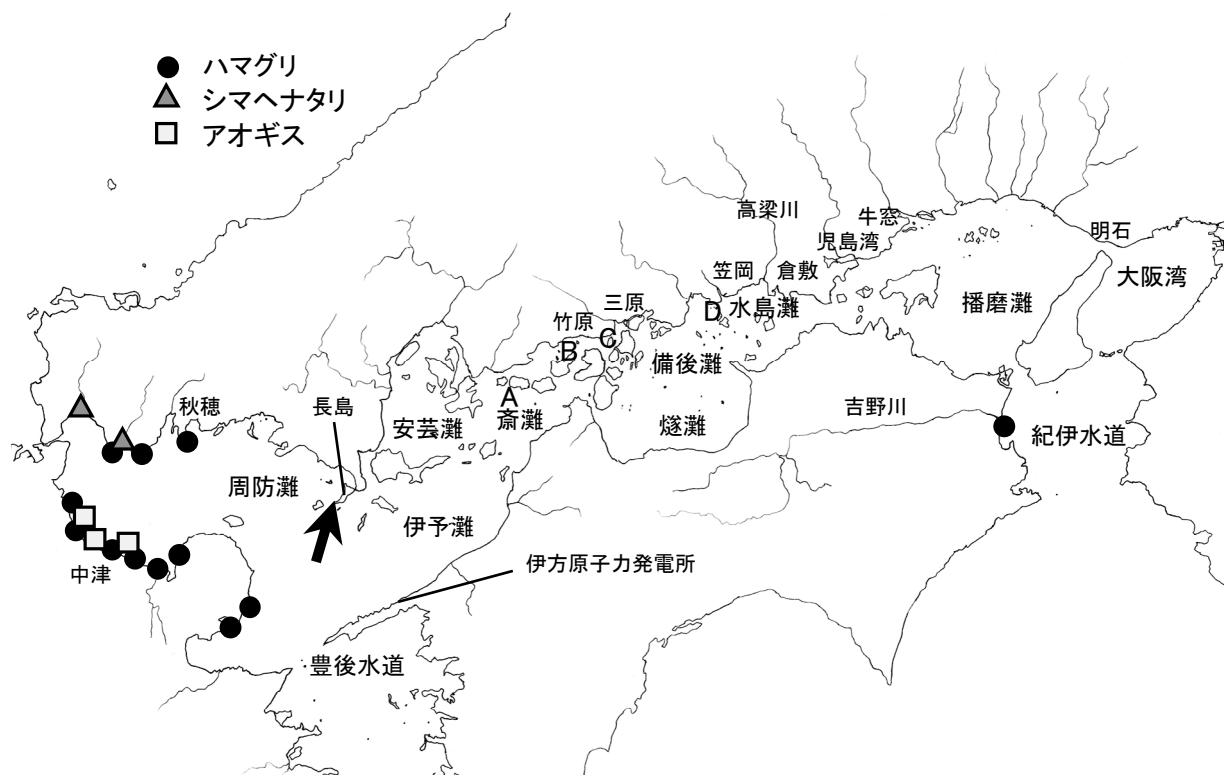 ハマグリ
シマヘナタリ
アオギス
高梁川
牛窓
児島湾
明石
大阪湾
笠岡
倉敷
播磨灘
三原
D
水島灘
竹原
C
B
備後灘
A
秋穂
長島
安芸灘
斎灘
燧灘
吉野川
紀伊水道
周防灘
伊予灘
中津
伊方原子力発電所
豊後水道